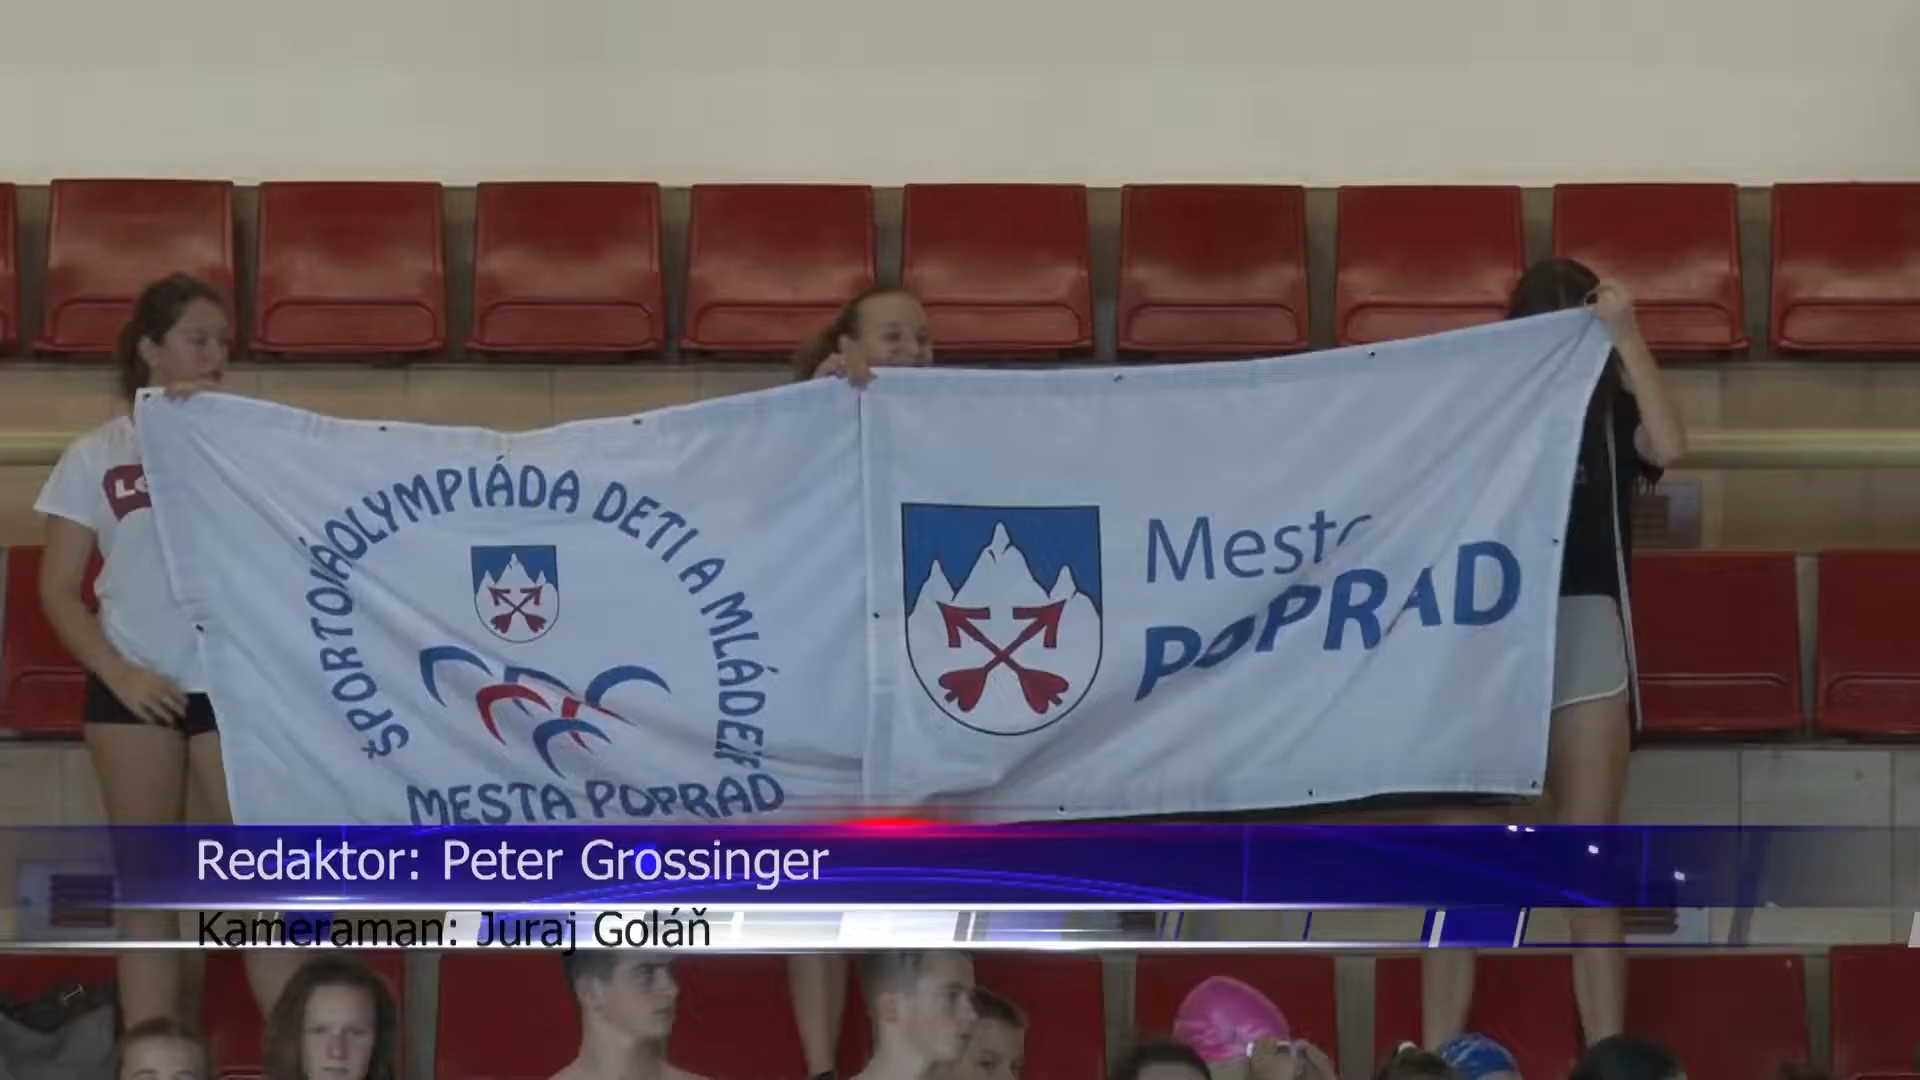 ŠPORTOVÁ OLYMPIÁDA DETÍ A MLÁDEŽE
MESTA POPRAD
Mesto
POPRAD
Redaktor: Peter Grossinger
Kameraman: Juraj Goláň